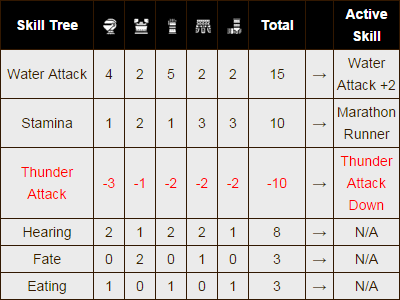 Skill Tree Total Active Skill
Water Attack 4 2 5 2 2 15 → Water Attack +2
Stamina 1 2 1 3 3 10 → Marathon Runner
Thunder Attack -3 -1 -2 -2 -2 -10 → Thunder Attack Down
Hearing 2 1 2 2 1 8 → N/A
Fate 0 2 0 1 0 3 → N/A
Eating 1 0 1 0 1 3 → N/A